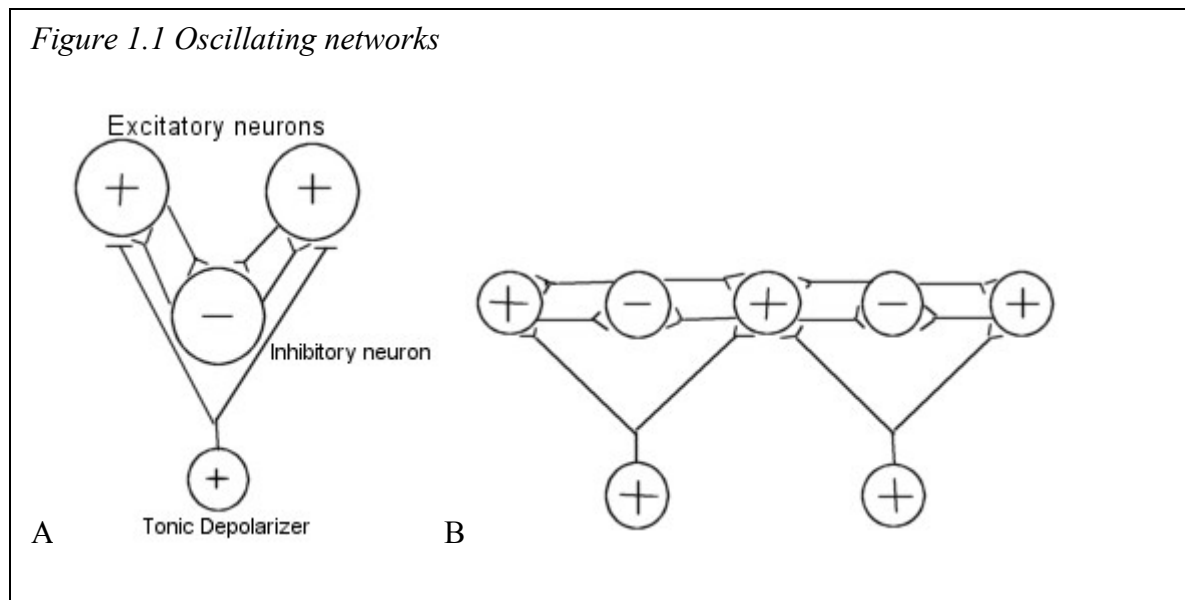 Figure 1.1 Oscillating networks
Excitatory neurons
+ +
−
Inhibitory neuron
+
Tonic Depolarizer
A
+ − + − +
+ +
B